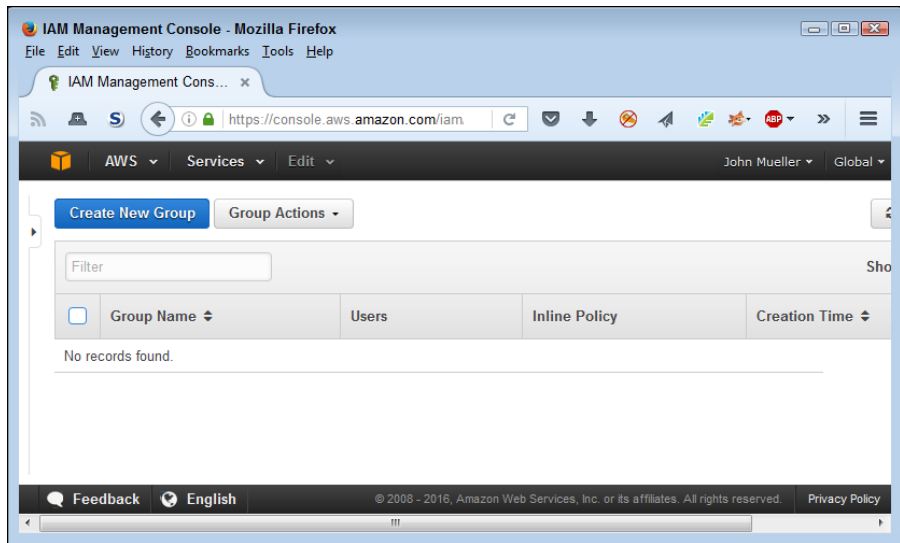 IAM Management Console - Mozilla Firefox
File Edit View History Bookmarks Tools Help
IAM Management Cons... ×
S) https://console.aws.amazon.com/iam ABP
AWS Services Edit John Mueller Global
Create New Group Group Actions
Filter Sho
Group Name Users Inline Policy Creation Time
No records found.
Feedback English © 2008 - 2016, Amazon Web Services, Inc. or its affiliates. All rights reserved. Privacy Policy